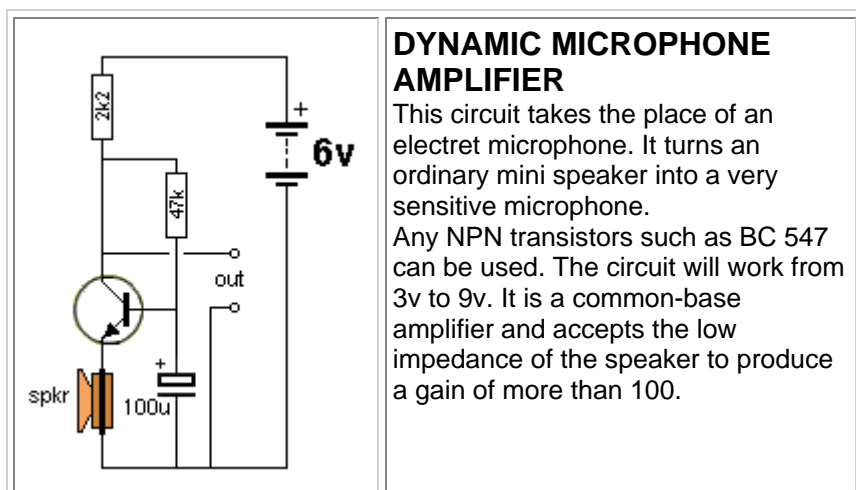 2k2
+
6v
47k
out
+
spkr
100u
DYNAMIC MICROPHONE
AMPLIFIER
This circuit takes the place of an
electret microphone. It turns an
ordinary mini speaker into a very
sensitive microphone.
Any NPN transistors such as BC 547
can be used. The circuit will work from
3v to 9v. It is a common-base
amplifier and accepts the low
impedance of the speaker to produce
a gain of more than 100.